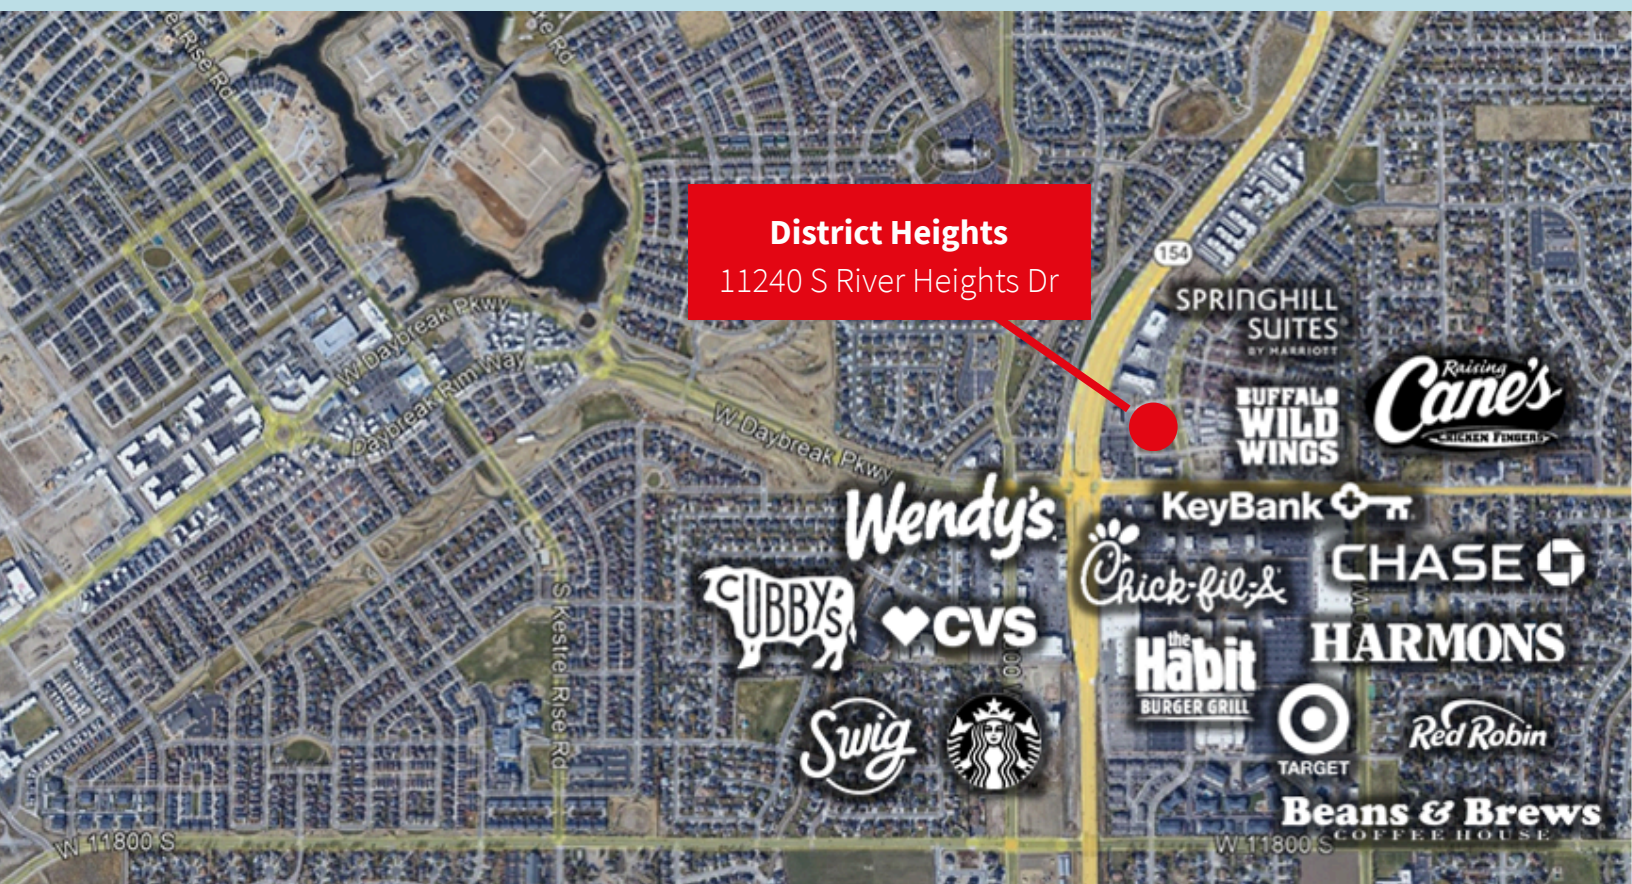 District Heights
11240 S River Heights Dr
154
SPRINGHILL
SUITES
BY MARRIOTT
Raising
Cane's
CHICKEN FINGERS
BUFFALO
WILD
WINGS
W Daybreak Pkwy
Daybreak Rim Way
W Daybreak Pkwy
Wendy's
KeyBank
CHASE
Chick-fil-A
CUBBY'S
CVS
the
Habit
BURGER GRILL
HARMONS
S Kestrel Rise Rd
Swig
TARGET
Red Robin
Beans & Brews
COFFEE HOUSE
W 11800 S
W 11800 S